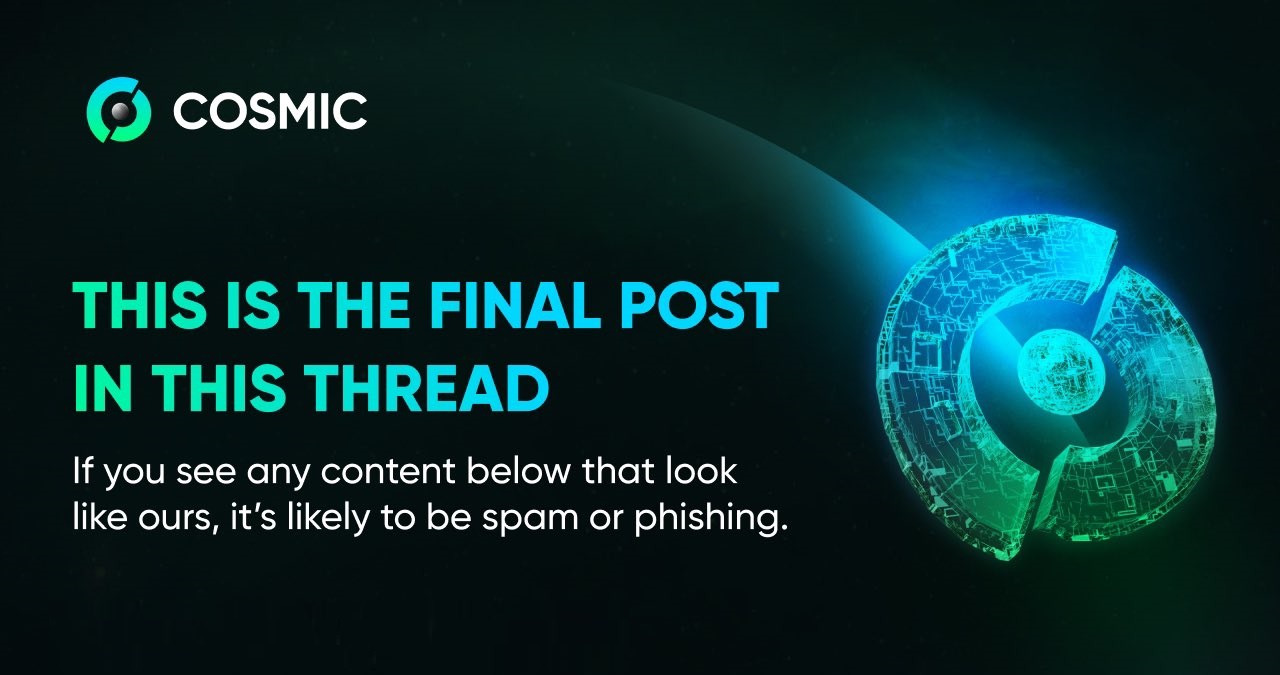 COSMIC
THIS IS THE FINAL POST
IN THIS THREAD
If you see any content below that look
like ours, it’s likely to be spam or phishing.